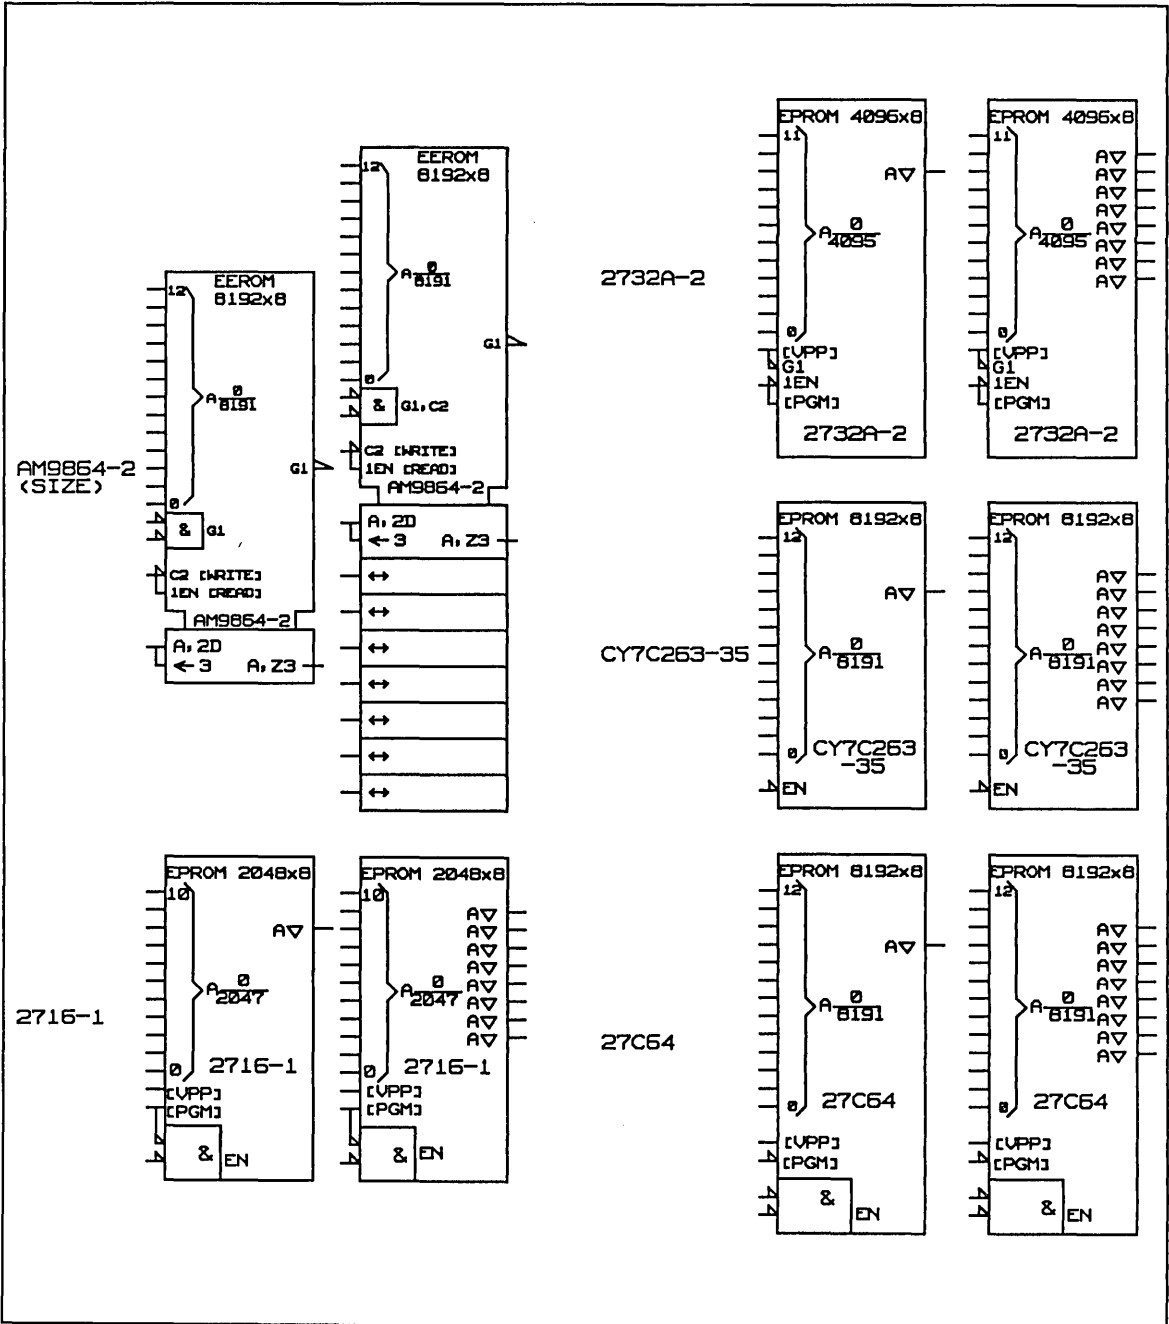 AM9864-2
(SIZE)
EEROM
8192x8
12
A 0
8191
0
G1
& G1
C2 [WRITE]
1EN [READ]
AM9864-2
A,2D
←3 A,Z3
EEROM
8192x8
12
A 0
8191
0
G1
& G1,C2
C2 [WRITE]
1EN [READ]
AM9864-2
A,2D
←3 A,Z3
↔
↔
↔
↔
↔
↔
↔
2716-1
EPROM 2048x8
10
A▽
A 0
2047
0 2716-1
[VPP]
[PGM]
& EN
EPROM 2048x8
10
A▽
A▽
A▽
A▽
A▽
A▽
A▽
A▽
A 0
2047
0 2716-1
[VPP]
[PGM]
& EN
2732A-2
EPROM 4096x8
11
A▽
A 0
4095
0
[VPP]
G1
1EN
[PGM]
2732A-2
EPROM 4096x8
11
A▽
A▽
A▽
A▽
A▽
A▽
A▽
A▽
A 0
4095
0
[VPP]
G1
1EN
[PGM]
2732A-2
CY7C263-35
EPROM 8192x8
12
A▽
A 0
8191
0 CY7C263
-35
EN
EPROM 8192x8
12
A▽
A▽
A▽
A▽
A▽
A▽
A▽
A▽
A 0
8191
0 CY7C263
-35
EN
27C64
EPROM 8192x8
12
A▽
A 0
8191
0 27C64
[VPP]
[PGM]
& EN
EPROM 8192x8
12
A▽
A▽
A▽
A▽
A▽
A▽
A▽
A▽
A 0
8191
0 27C64
[VPP]
[PGM]
& EN